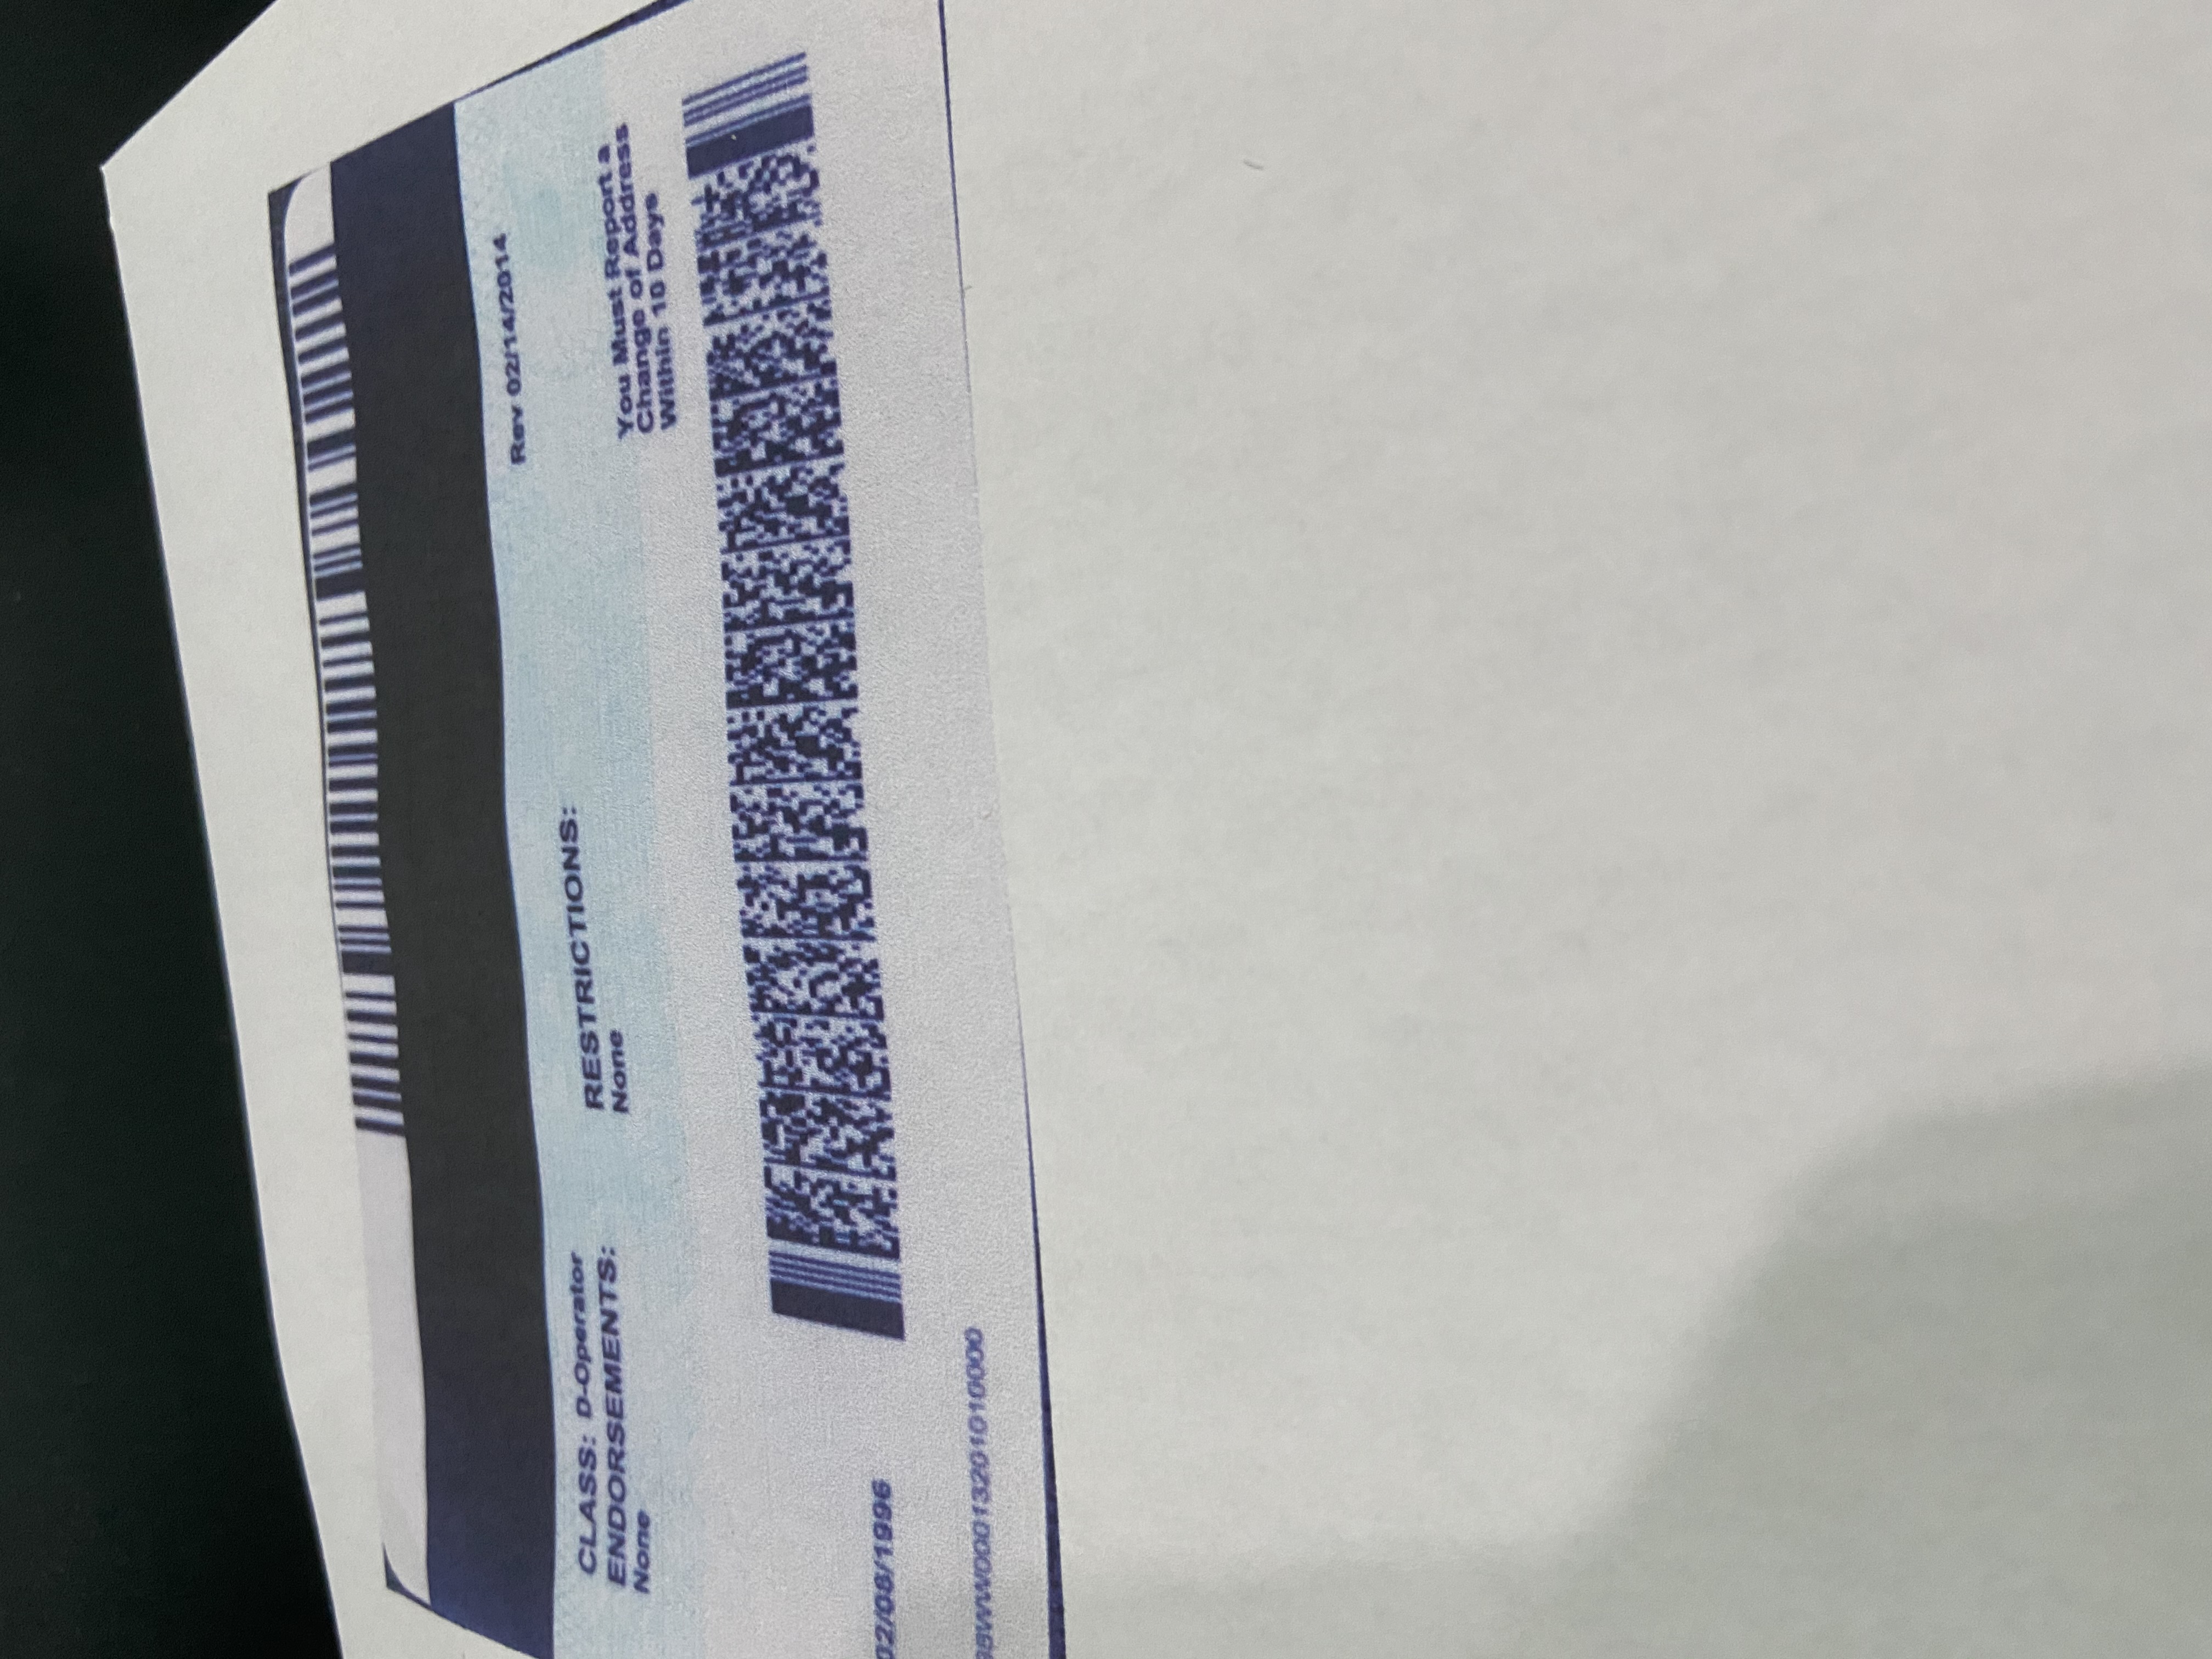 Rev 02/14/2014
CLASS: D-Operator
ENDORSEMENTS:
None
RESTRICTIONS:
None
You Must Report a
Change of Address
Within 10 Days
02/08/1996
WW00013201010000